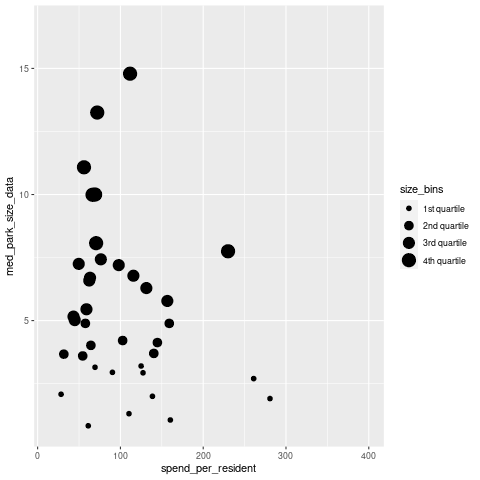 15
10
5
med_park_size_data
0
100
200
300
400
spend_per_resident
size_bins
1st quartile
2nd quartile
3rd quartile
4th quartile